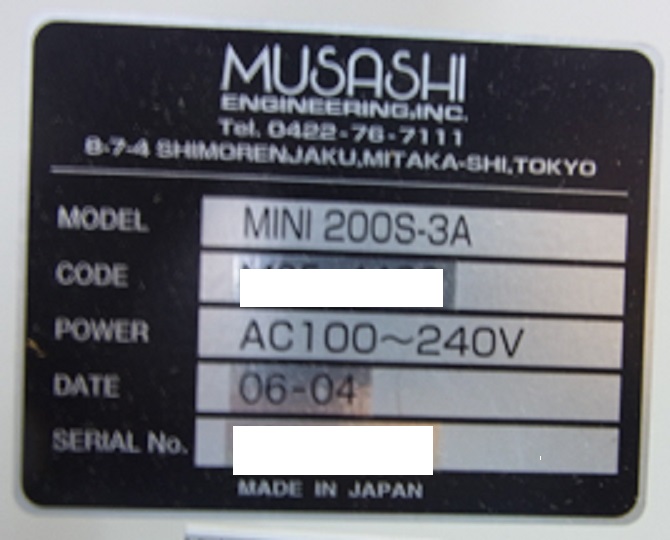 MUSASHI
ENGINEERING,INC.
Tel. 0422-76-7111
8-7-4 SHIMORENJAKU,MITAKA-SHI,TOKYO
MODEL MINI 200S-3A
CODE
POWER AC100～240V
DATE 06-04
SERIAL No.
MADE IN JAPAN